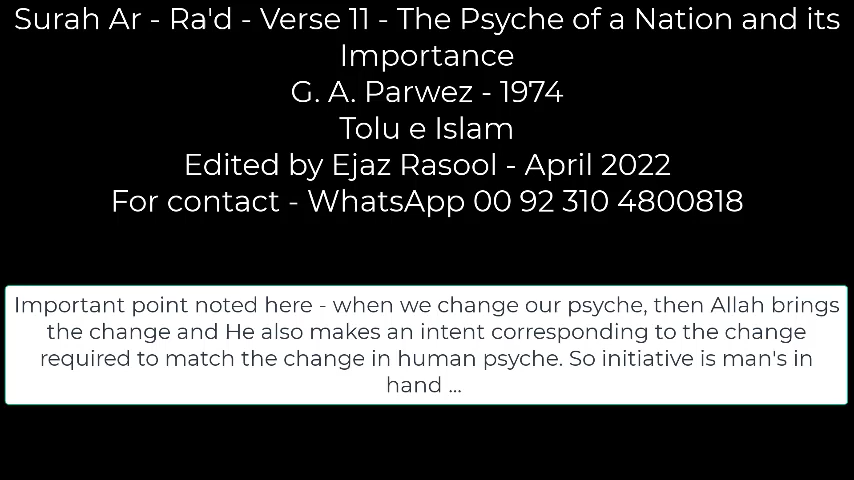 Surah Ar - Ra'd - Verse 11 - The Psyche of a Nation and its
Importance
G. A. Parwez - 1974
Tolu e Islam
Edited by Ejaz Rasool - April 2022
For contact - WhatsApp 00 92 310 4800818
Important point noted here - when we change our psyche, then Allah brings
the change and He also makes an intent corresponding to the change
required to match the change in human psyche. So initiative is man's in
hand ...